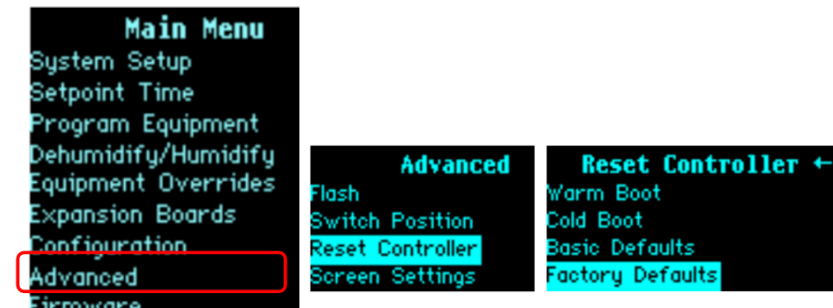 Main Menu
System Setup
Setpoint Time
Program Equipment
Dehumidify/Humidify
Equipment Overrides
Expansion Boards
Configuration
Advanced
Firmware
Advanced
Flash
Switch Position
Reset Controller
Screen Settings
Reset Controller ←
Warm Boot
Cold Boot
Basic Defaults
Factory Defaults